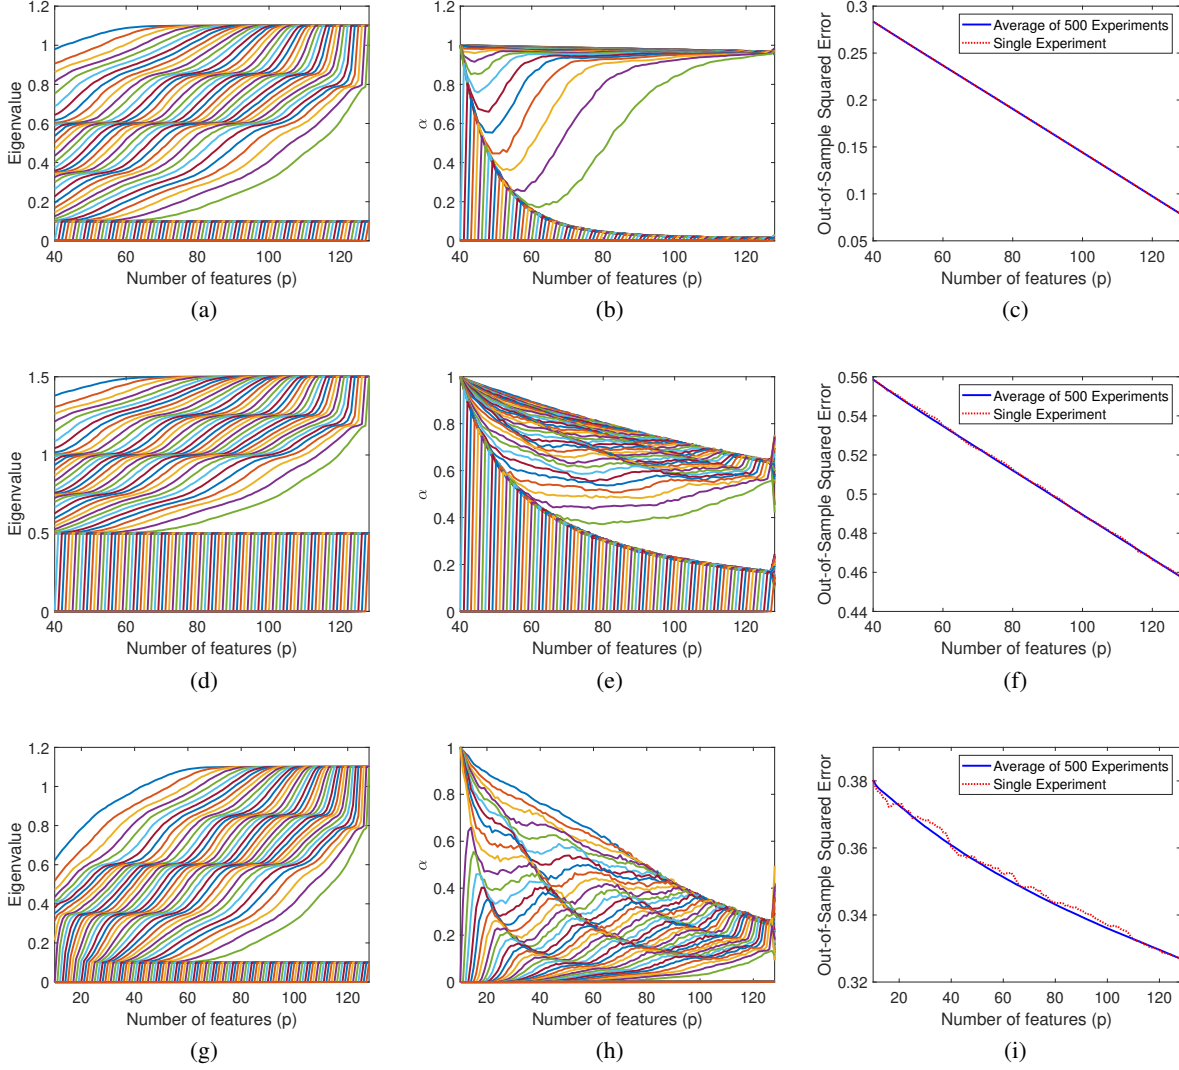 1.2
1
0.8
0.6
0.4
0.2
0
Eigenvalue
40 60 80 100 120
Number of features (p)
(a)
1.2
1
0.8
0.6
0.4
0.2
0
α
40 60 80 100 120
Number of features (p)
(b)
0.3
0.25
0.2
0.15
0.1
0.05
Out-of-Sample Squared Error
Average of 500 Experiments
Single Experiment
40 60 80 100 120
Number of features (p)
(c)
1.5
1
0.5
0
Eigenvalue
40 60 80 100 120
Number of features (p)
(d)
1
0.8
0.6
0.4
0.2
0
α
40 60 80 100 120
Number of features (p)
(e)
0.56
0.54
0.52
0.5
0.48
0.46
0.44
Out-of-Sample Squared Error
Average of 500 Experiments
Single Experiment
40 60 80 100 120
Number of features (p)
(f)
1.2
1
0.8
0.6
0.4
0.2
0
Eigenvalue
20 40 60 80 100 120
Number of features (p)
(g)
1
0.8
0.6
0.4
0.2
0
α
20 40 60 80 100 120
Number of features (p)
(h)
0.38
0.36
0.34
0.32
Out-of-Sample Squared Error
Average of 500 Experiments
Single Experiment
20 40 60 80 100 120
Number of features (p)
(i)